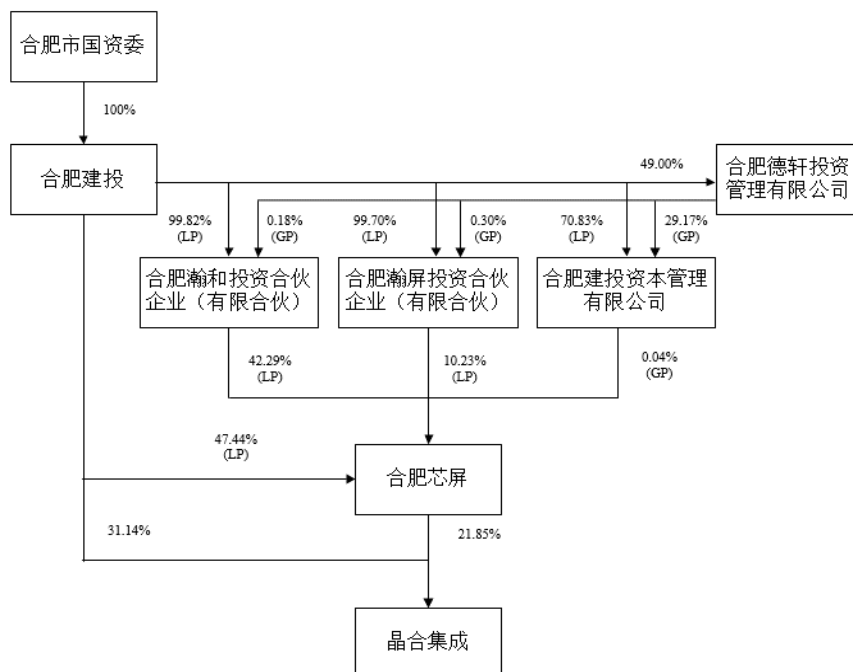 合肥市国资委
100%
合肥建投
49.00%
合肥德轩投资
管理有限公司
99.82%
(LP)
0.18%
(GP)
99.70%
(LP)
0.30%
(GP)
70.83%
(LP)
29.17%
(GP)
合肥瀚和投资合伙
企业（有限合伙）
合肥瀚屏投资合伙
企业（有限合伙）
合肥建投资本管理
有限公司
42.29%
(LP)
10.23%
(LP)
0.04%
(GP)
47.44%
(LP)
合肥芯屏
31.14%
21.85%
晶合集成